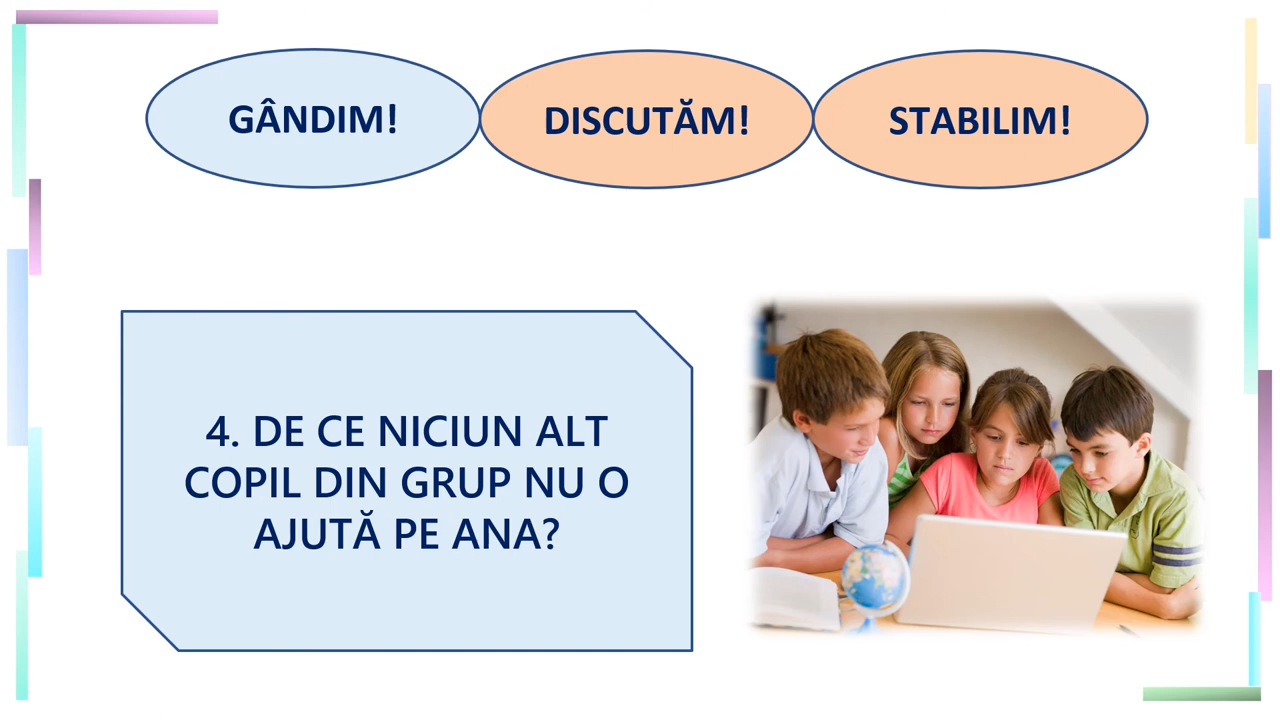 GÂNDIM!
DISCUTĂM!
STABILIM!
4. DE CE NICIUN ALT
COPIL DIN GRUP NU O
AJUTĂ PE ANA?